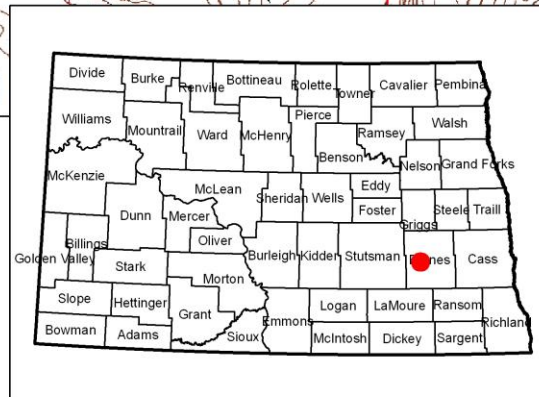 Divide
Burke
Renville
Bottineau
Rolette
Towner
Cavalier
Pembina
Williams
Mountrail
Ward
McHenry
Pierce
Ramsey
Walsh
Benson
Nelson
Grand Forks
McKenzie
McLean
Sheridan
Wells
Eddy
Foster
Griggs
Steele
Traill
Dunn
Mercer
Oliver
Golden Valley
Billings
Stark
Burleigh
Kidder
Stutsman
Cass
Morton
Slope
Hettinger
Grant
Emmons
Logan
LaMoure
Ransom
Richland
Bowman
Adams
Sioux
McIntosh
Dickey
Sargent